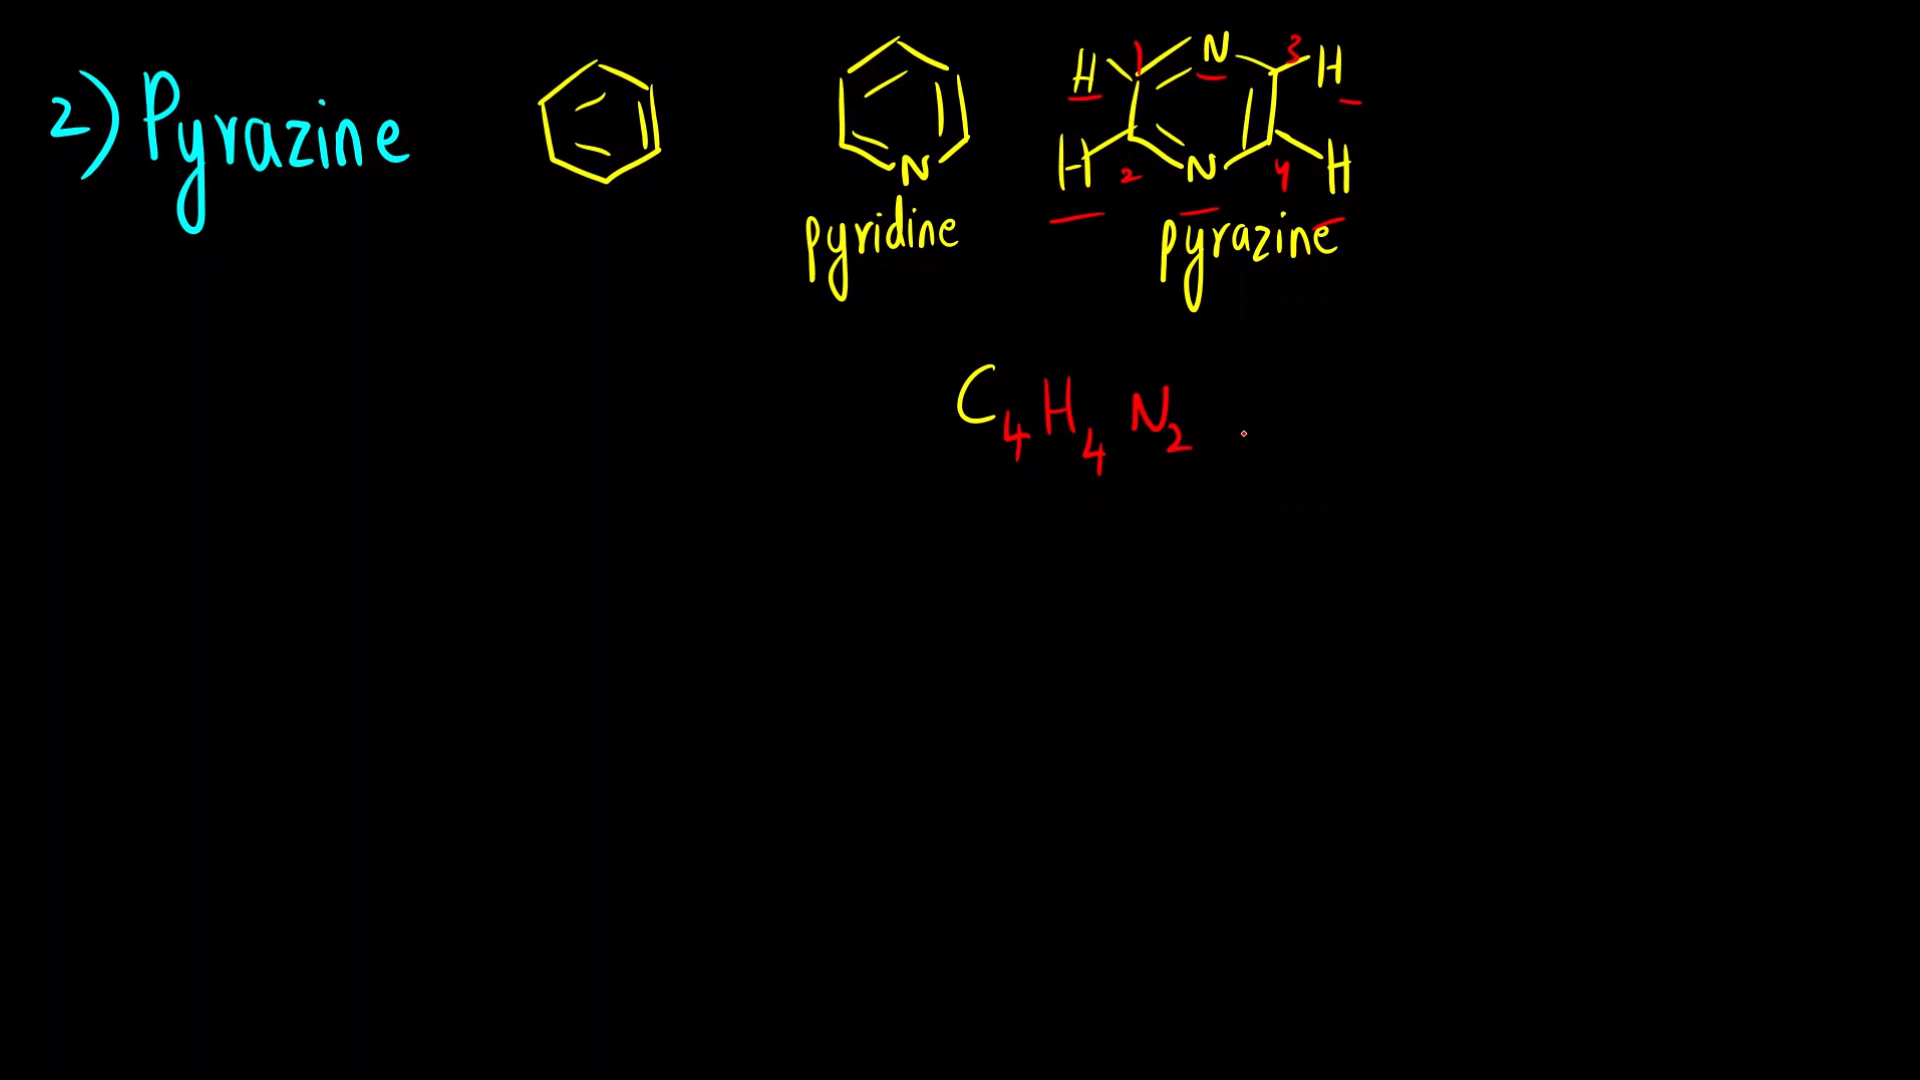 2) Pyrazine
N
pyridine
H 1 N 3 H
H 2 N 4 H
pyrazine
C4H4N2